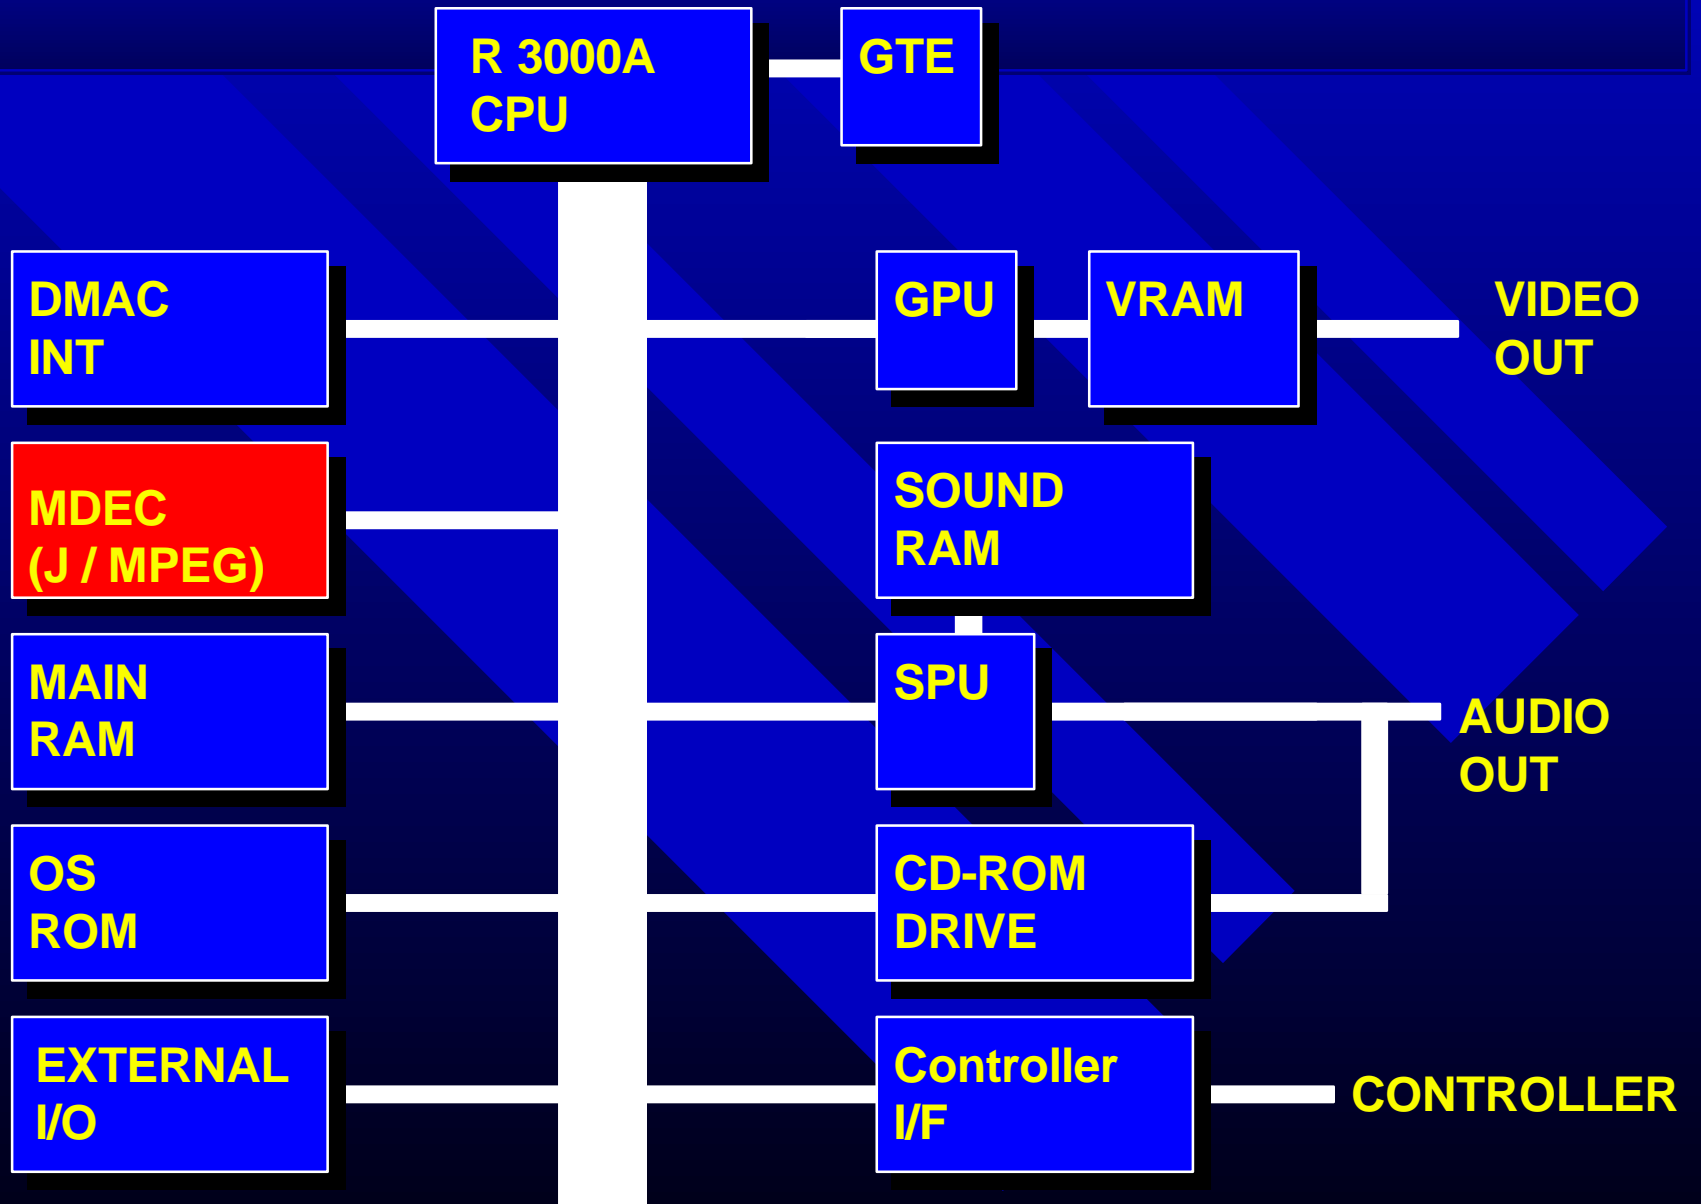 R 3000A
CPU
GTE
DMAC
INT
GPU
VRAM
VIDEO
OUT
MDEC
(J / MPEG)
SOUND
RAM
MAIN
RAM
SPU
AUDIO
OUT
OS
ROM
CD-ROM
DRIVE
EXTERNAL
I/O
Controller
I/F
CONTROLLER